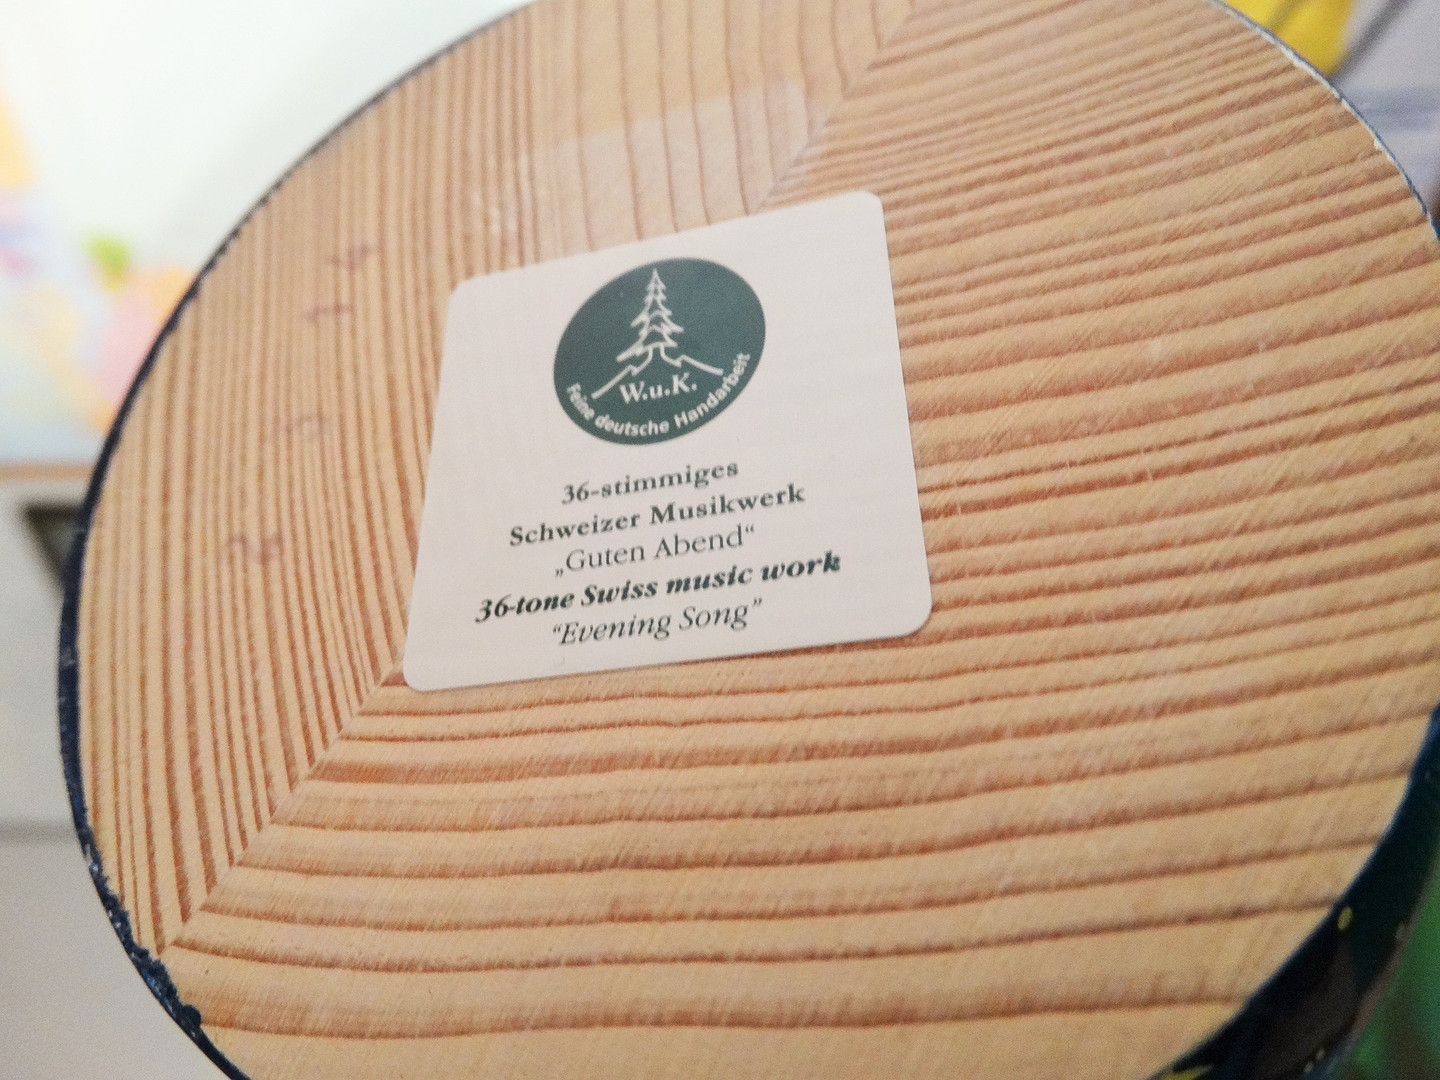 W.u.K.
Feine deutsche Handarbeit
36-stimmiges
Schweizer Musikwerk
„Guten Abend“
36-tone Swiss music work
“Evening Song”